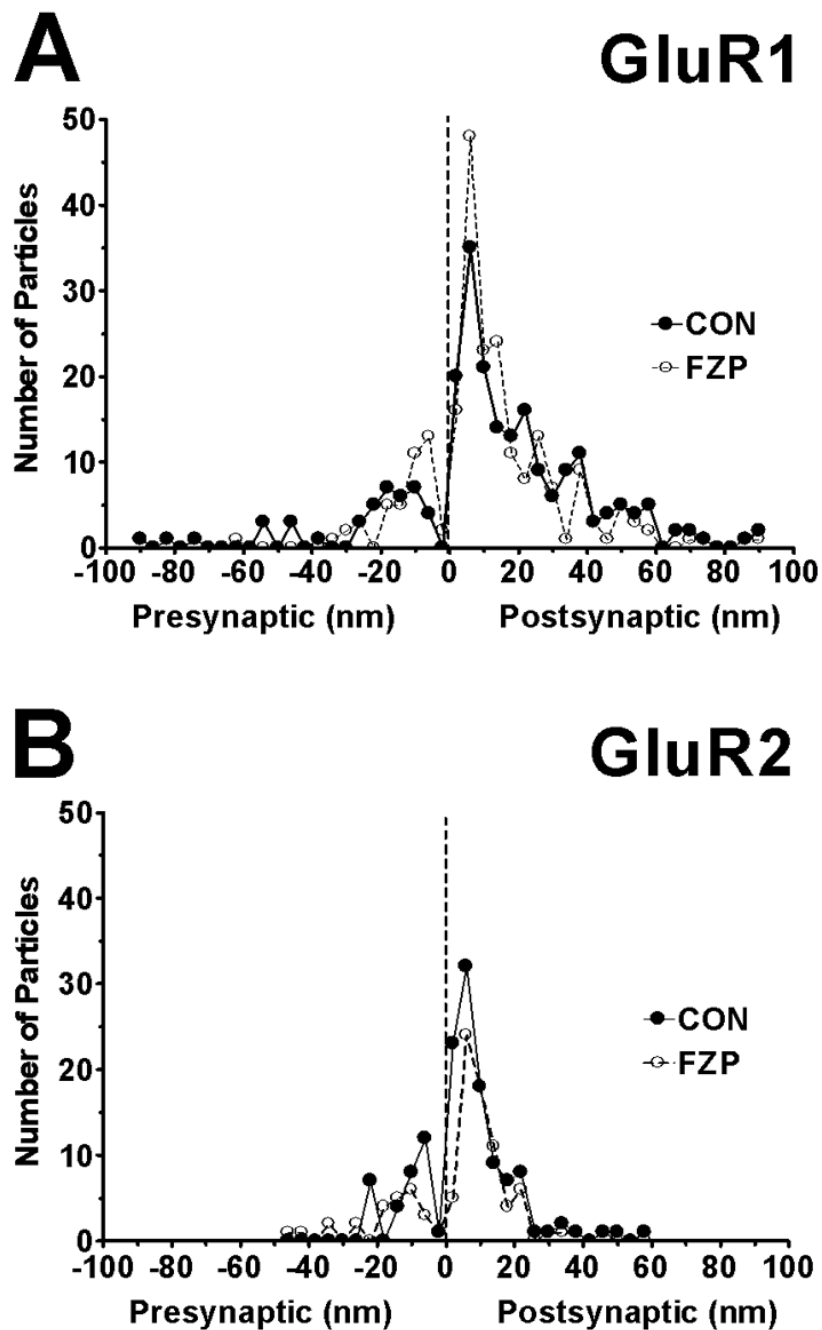 A
GluR1
50
40
30
20
10
0
Number of Particles
CON
FZP
-100 -80 -60 -40 -20 0 20 40 60 80 100
Presynaptic (nm) Postsynaptic (nm)
B
GluR2
50
40
30
20
10
0
Number of Particles
CON
FZP
-100 -80 -60 -40 -20 0 20 40 60 80 100
Presynaptic (nm) Postsynaptic (nm)